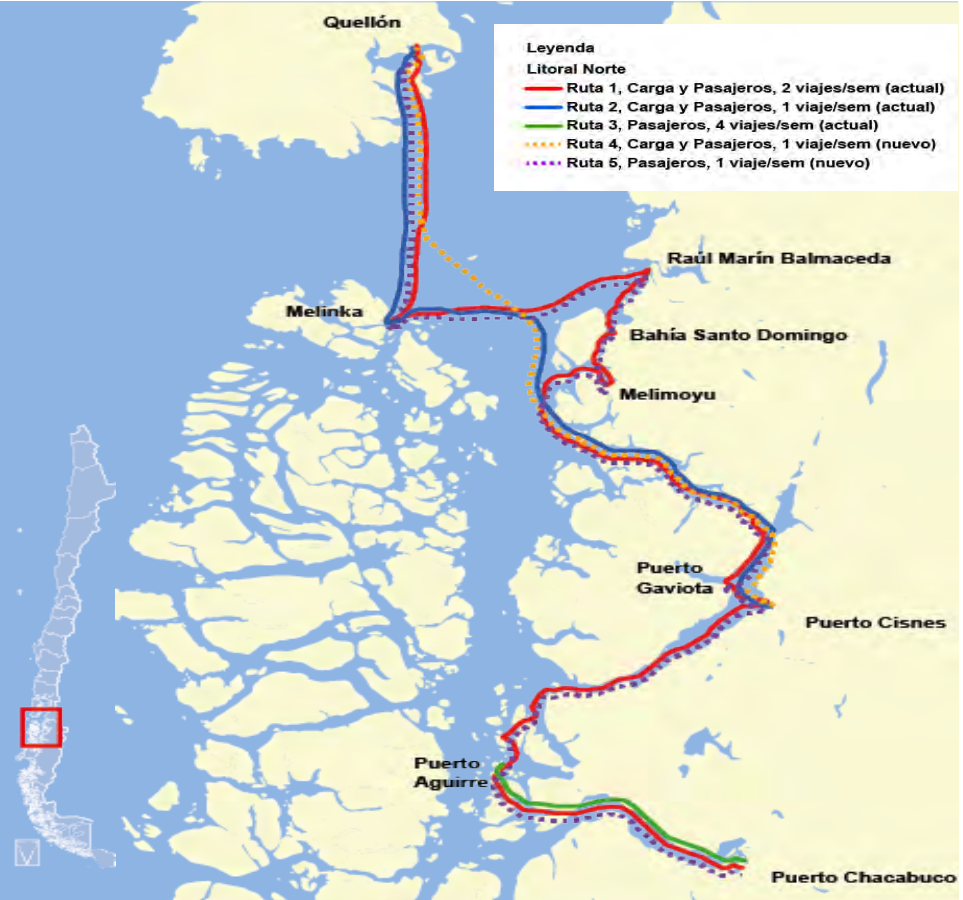 Quellón
Leyenda
Litoral Norte
Ruta 1, Carga y Pasajeros, 2 viajes/sem (actual)
Ruta 2, Carga y Pasajeros, 1 viaje/sem (actual)
Ruta 3, Pasajeros, 4 viajes/sem (actual)
Ruta 4, Carga y Pasajeros, 1 viaje/sem (nuevo)
Ruta 5, Pasajeros, 1 viaje/sem (nuevo)
Raúl Marín Balmaceda
Melinka
Bahía Santo Domingo
Melimoyu
Puerto
Gaviota
Puerto Cisnes
Puerto
Aguirre
Puerto Chacabuco